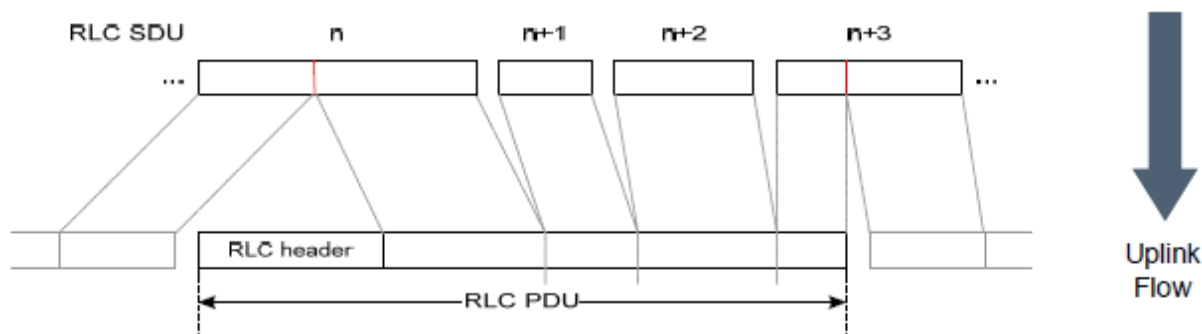 RLC SDU n n+1 n+2 n+3
... ...
RLC header
RLC PDU
Uplink
Flow